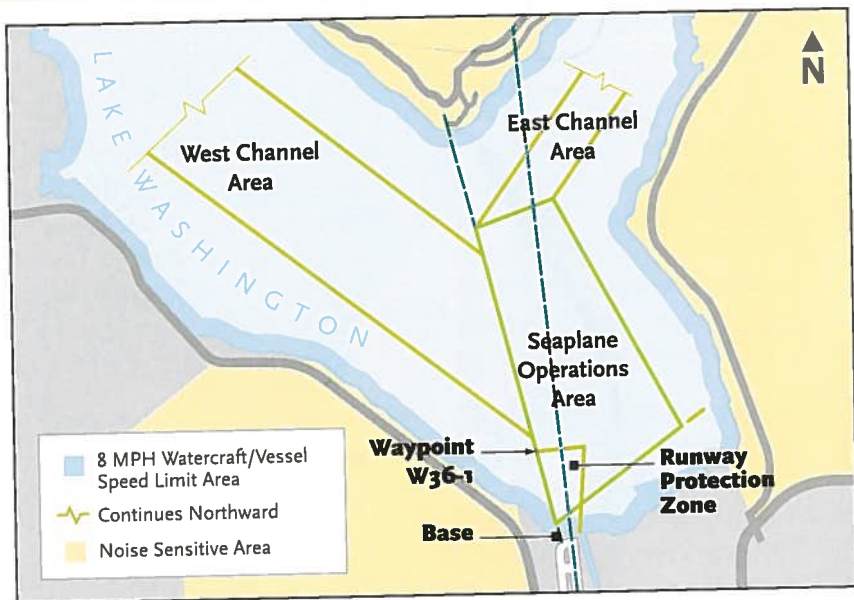 N
LAKE WASHINGTON
West Channel
Area
East Channel
Area
Seaplane
Operations
Area
Waypoint
W36-1
Runway
Protection
Zone
Base
8 MPH Watercraft/Vessel
Speed Limit Area
Continues Northward
Noise Sensitive Area